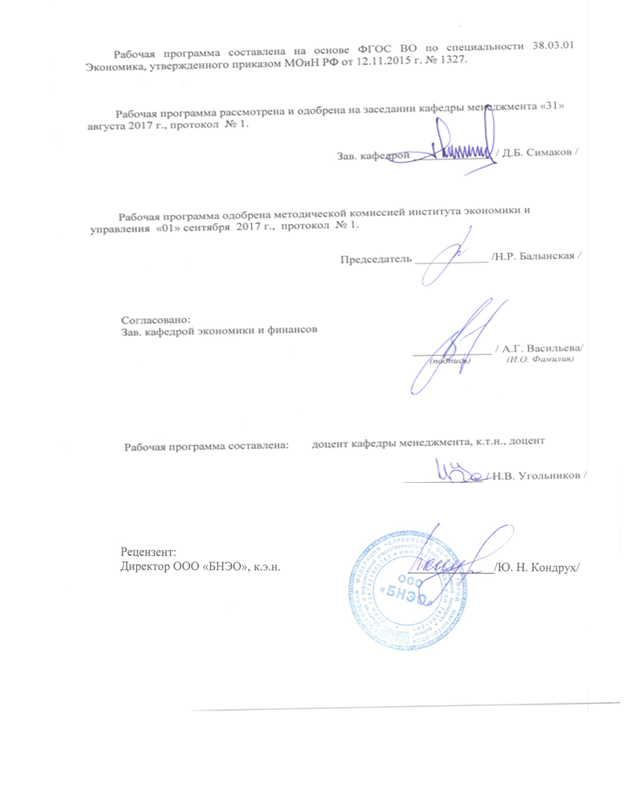 Рабочая программа составлена на основе ФГОС ВО по специальности 38.03.01
Экономика, утвержденного приказом МОиН РФ от 12.11.2015 г. № 1327.
Рабочая программа рассмотрена и одобрена на заседании кафедры менеджмента «31»
августа 2017 г., протокол № 1.
Зав. кафедрой / Д.Б. Симаков /
Рабочая программа одобрена методической комиссией института экономики и
управления «01» сентября 2017 г., протокол № 1.
Председатель /Н.Р. Балынская /
Согласовано:
Зав. кафедрой экономики и финансов
/ А.Г. Васильева/
(подпись) (И.О. Фамилия)
Рабочая программа составлена: доцент кафедры менеджмента, к.т.н., доцент
/ Н.В. Угольников /
Рецензент:
Директор ООО «БНЭО», к.э.н. /Ю. Н. Кондрух/
ООО
«БНЭО»